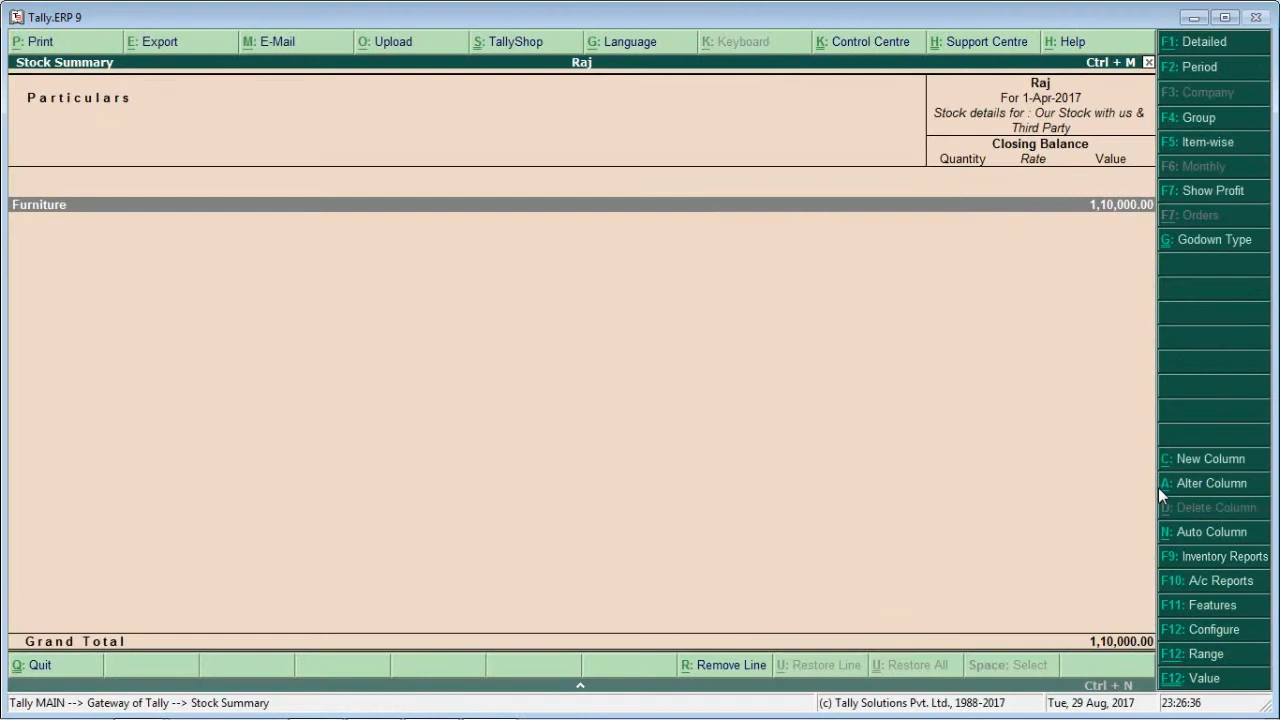 Tally.ERP 9
P: Print E: Export M: E-Mail O: Upload S: TallyShop G: Language K: Keyboard K: Control Centre H: Support Centre H: Help
Stock Summary Raj Ctrl + M
Particulars
Raj
For 1-Apr-2017
Stock details for : Our Stock with us &
Third Party
Closing Balance
Quantity Rate Value
Furniture 1,10,000.00
Grand Total 1,10,000.00
Q: Quit R: Remove Line U: Restore Line U: Restore All Space: Select
Ctrl + N
Tally MAIN --> Gateway of Tally --> Stock Summary (c) Tally Solutions Pvt. Ltd., 1988-2017 Tue, 29 Aug, 2017 23:26:36
F1: Detailed
F2: Period
F3: Company
F4: Group
F5: Item-wise
F6: Monthly
F7: Show Profit
F7: Orders
G: Godown Type
C: New Column
A: Alter Column
D: Delete Column
N: Auto Column
F9: Inventory Reports
F10: A/c Reports
F11: Features
F12: Configure
F12: Range
F12: Value